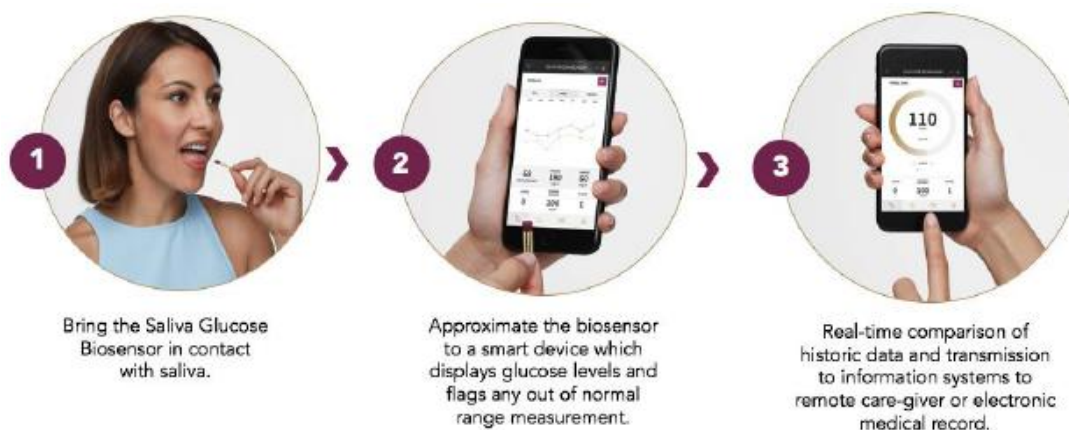 1
Bring the Saliva Glucose
Biosensor in contact
with saliva.
2
Approximate the biosensor
to a smart device which
displays glucose levels and
flags any out of normal
range measurement.
3
110
Real-time comparison of
historic data and transmission
to information systems to
remote care-giver or electronic
medical record.